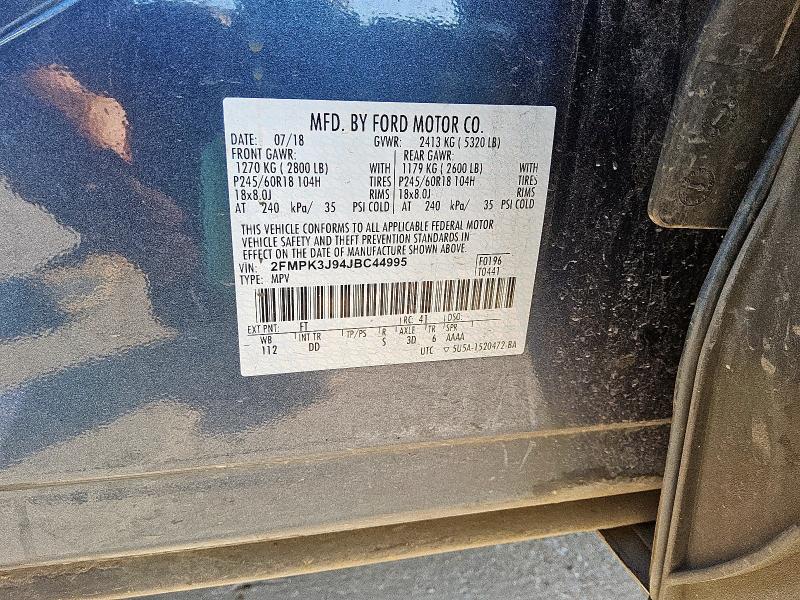 MFD. BY FORD MOTOR CO.
DATE: 07/18 GVWR: 2413 KG ( 5320 LB)
FRONT GAWR: REAR GAWR:
1270 KG ( 2800 LB) WITH 1179 KG ( 2600 LB) WITH
P245/60R18 104H TIRES P245/60R18 104H TIRES
18x8.0J RIMS 18x8.0J RIMS
AT 240 kPa/ 35 PSI COLD AT 240 kPa/ 35 PSI COLD
THIS VEHICLE CONFORMS TO ALL APPLICABLE FEDERAL MOTOR
VEHICLE SAFETY AND THEFT PREVENTION STANDARDS IN
EFFECT ON THE DATE OF MANUFACTURE SHOWN ABOVE.
VIN: 2FMPK3J94JBC44995 F0196
TYPE: MPV T0441
EXT PNT: FT RC: 41 DSO:
WB INT TR TP/PS R AXLE TR SPR
112 DD S 3D 6 AAAA
UTC ▽ 5U5A-1520472-BA